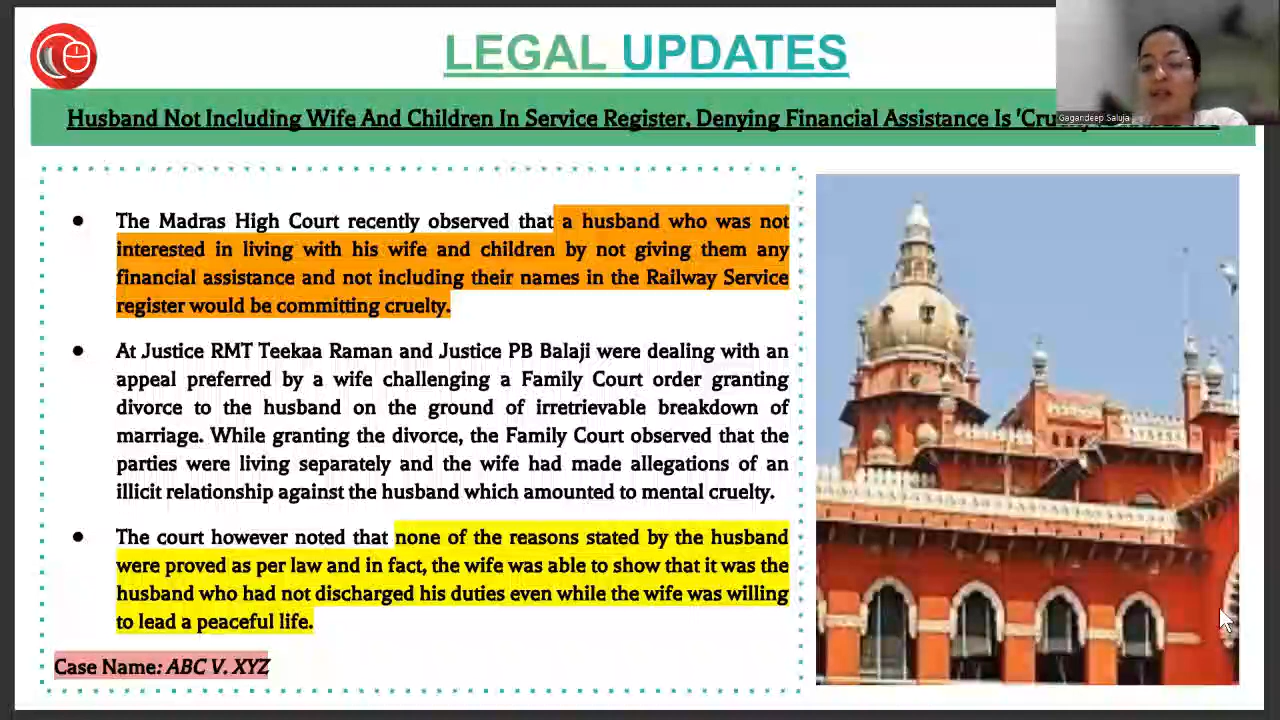 LEGAL UPDATES
Husband Not Including Wife And Children In Service Register, Denying Financial Assistance Is
Gagandeep Saluja
The Madras High Court recently observed that a husband who was not
interested in living with his wife and children by not giving them any
financial assistance and not including their names in the Railway Service
register would be committing cruelty.
At Justice RMT Teekaa Raman and Justice PB Balaji were dealing with an
appeal preferred by a wife challenging a Family Court order granting
divorce to the husband on the ground of irretrievable breakdown of
marriage. While granting the divorce, the Family Court observed that the
parties were living separately and the wife had made allegations of an
illicit relationship against the husband which amounted to mental cruelty.
The court however noted that none of the reasons stated by the husband
were proved as per law and in fact, the wife was able to show that it was the
husband who had not discharged his duties even while the wife was willing
to lead a peaceful life.
Case Name: ABC V. XYZ